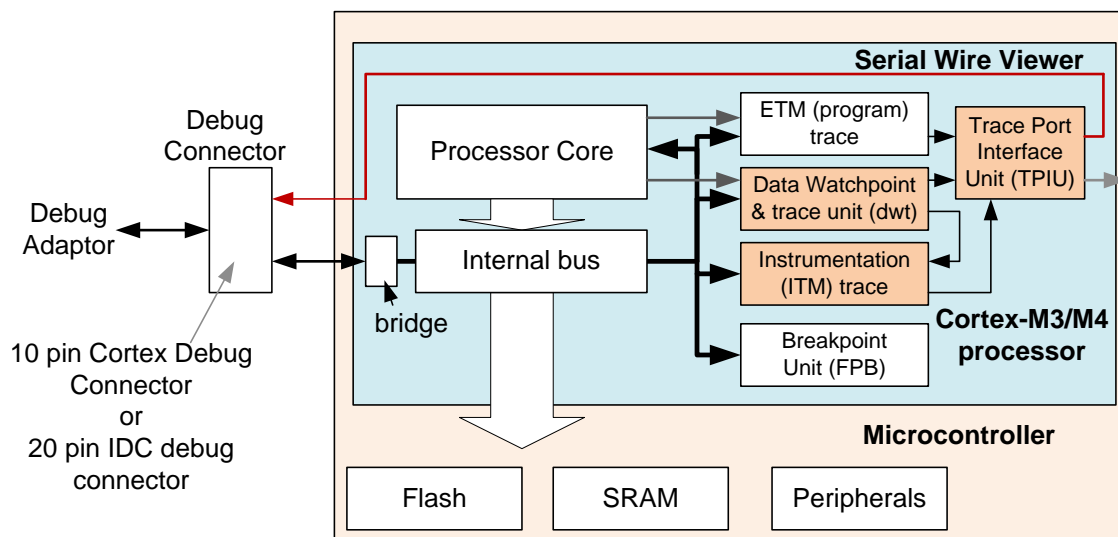 Serial Wire Viewer
Debug
Connector
Debug
Adaptor
10 pin Cortex Debug
Connector
or
20 pin IDC debug
connector
Processor Core
Internal bus
bridge
ETM (program)
trace
Data Watchpoint
& trace unit (dwt)
Instrumentation
(ITM) trace
Breakpoint
Unit (FPB)
Trace Port
Interface
Unit (TPIU)
Cortex-M3/M4
processor
Microcontroller
Flash
SRAM
Peripherals